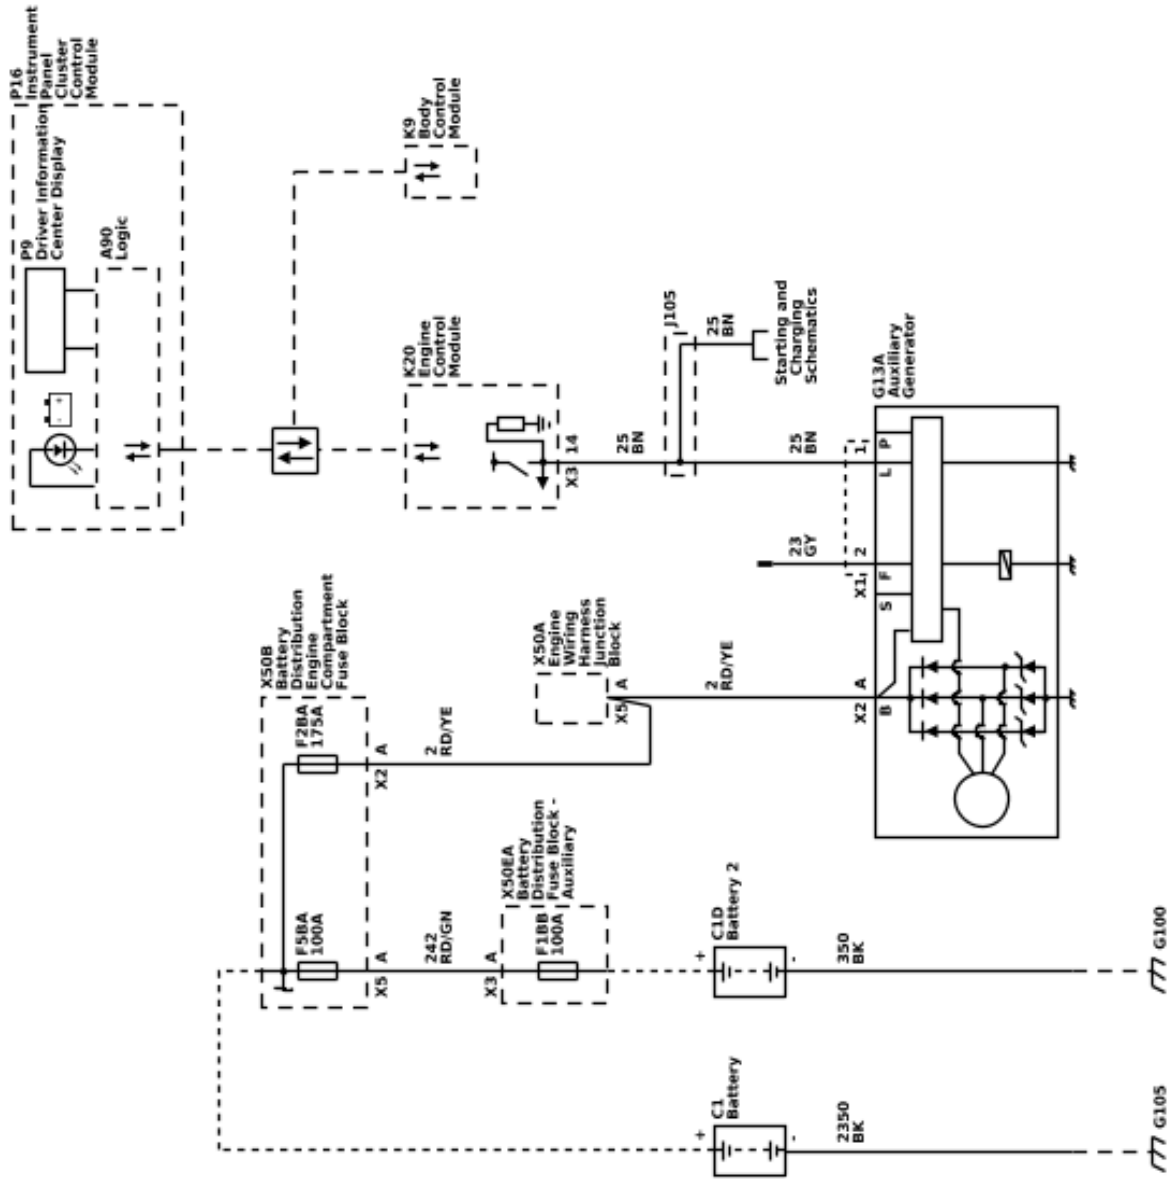 P16
Instrument
Panel
Cluster
Control
Module
P9
Driver Information
Center Display
A90
Logic
K9
Body
Control
Module
K20
Engine
Control
Module
X3
14
25
BN
J105
25
BN
Starting and
Charging
Schematics
25
BN
G13A
Auxiliary
Generator
23
GY
X1
2
1
S
F
L
P
X50B
Battery
Distribution
Engine
Compartment
Fuse Block
F5BA
100A
F2BA
175A
X5
A
X2
A
242
RD/GN
2
RD/YE
X50A
Engine
Wiring
Harness
Junction
Block
X5
A
2
RD/YE
X2
A
B
X50EA
Battery
Distribution
Fuse Block -
Auxiliary
X3
A
F1BB
100A
C1D
Battery 2
+
-
350
BK
G100
C1
Battery
+
-
2350
BK
G105